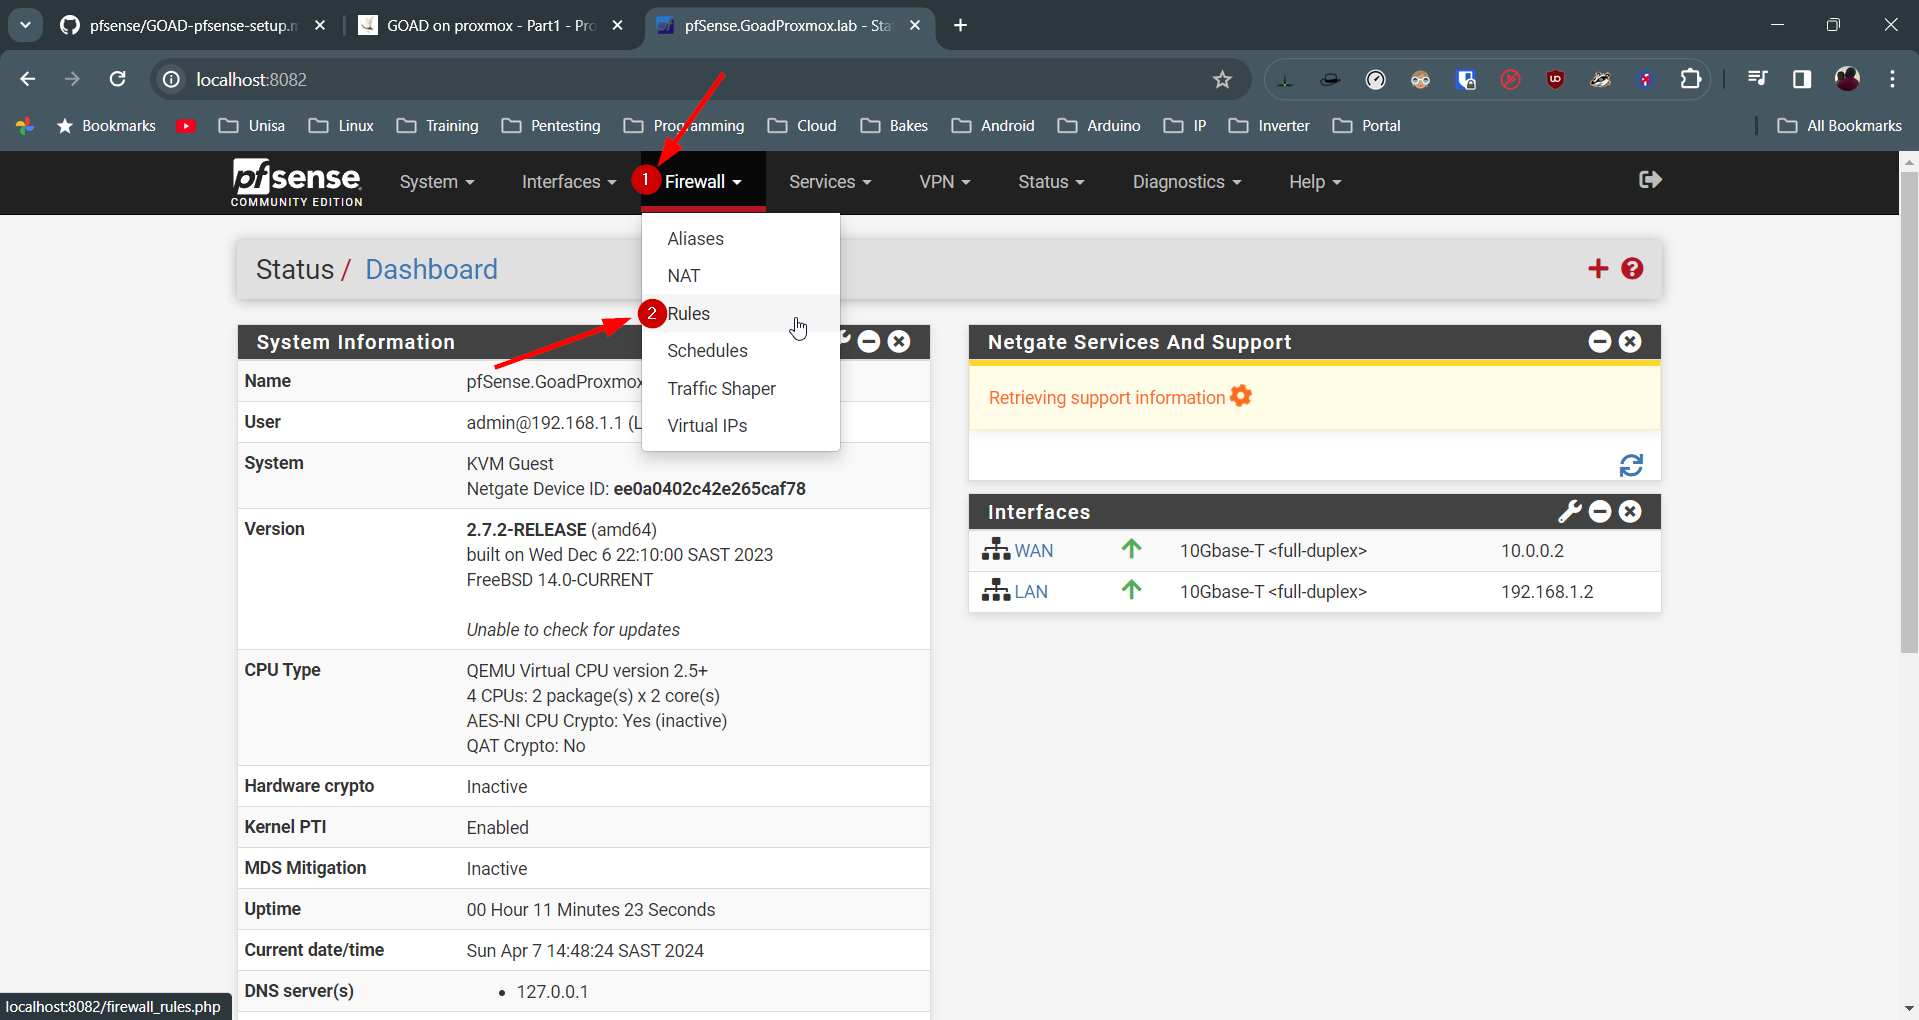 pfsense/GOAD-pfsense-setup.m
GOAD on proxmox - Part1 - Pro
pfSense.GoadProxmox.lab - Sta
localhost:8082
Bookmarks
Unisa
Linux
Training
Pentesting
Programming
Cloud
Bakes
Android
Arduino
IP
Inverter
Portal
All Bookmarks
pfsense
COMMUNITY EDITION
System
Interfaces
1
Firewall
Services
VPN
Status
Diagnostics
Help
Aliases
NAT
2
Rules
Schedules
Traffic Shaper
Virtual IPs
Status / Dashboard
System Information
Name pfSense.GoadProxmox
User admin@192.168.1.1 (L
System KVM Guest
Netgate Device ID: ee0a0402c42e265caf78
Version 2.7.2-RELEASE (amd64)
built on Wed Dec 6 22:10:00 SAST 2023
FreeBSD 14.0-CURRENT
Unable to check for updates
CPU Type QEMU Virtual CPU version 2.5+
4 CPUs: 2 package(s) x 2 core(s)
AES-NI CPU Crypto: Yes (inactive)
QAT Crypto: No
Hardware crypto Inactive
Kernel PTI Enabled
MDS Mitigation Inactive
Uptime 00 Hour 11 Minutes 23 Seconds
Current date/time Sun Apr 7 14:48:24 SAST 2024
DNS server(s) • 127.0.0.1
Netgate Services And Support
Retrieving support information
Interfaces
WAN 10Gbase-T <full-duplex> 10.0.0.2
LAN 10Gbase-T <full-duplex> 192.168.1.2
localhost:8082/firewall_rules.php